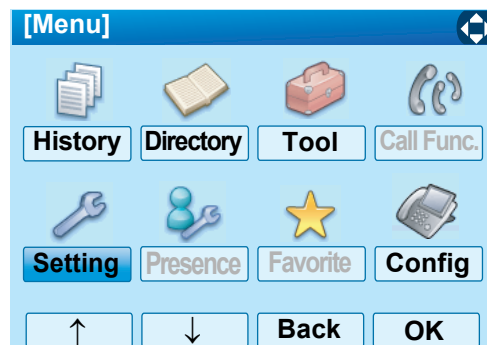 [Menu]
History Directory Tool Call Func.
Setting Presence Favorite Config
↑ ↓ Back OK